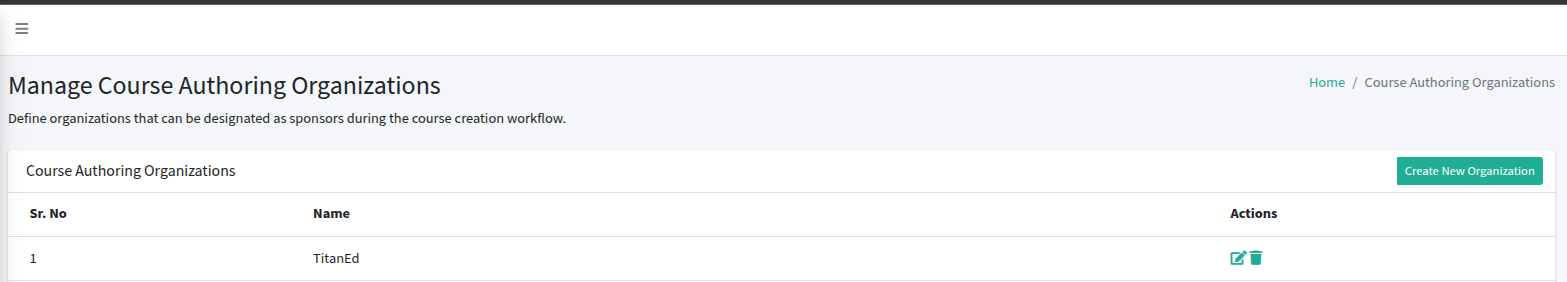 Manage Course Authoring Organizations
Home / Course Authoring Organizations
Define organizations that can be designated as sponsors during the course creation workflow.
Course Authoring Organizations
Create New Organization
Sr. No Name Actions
1 TitanEd